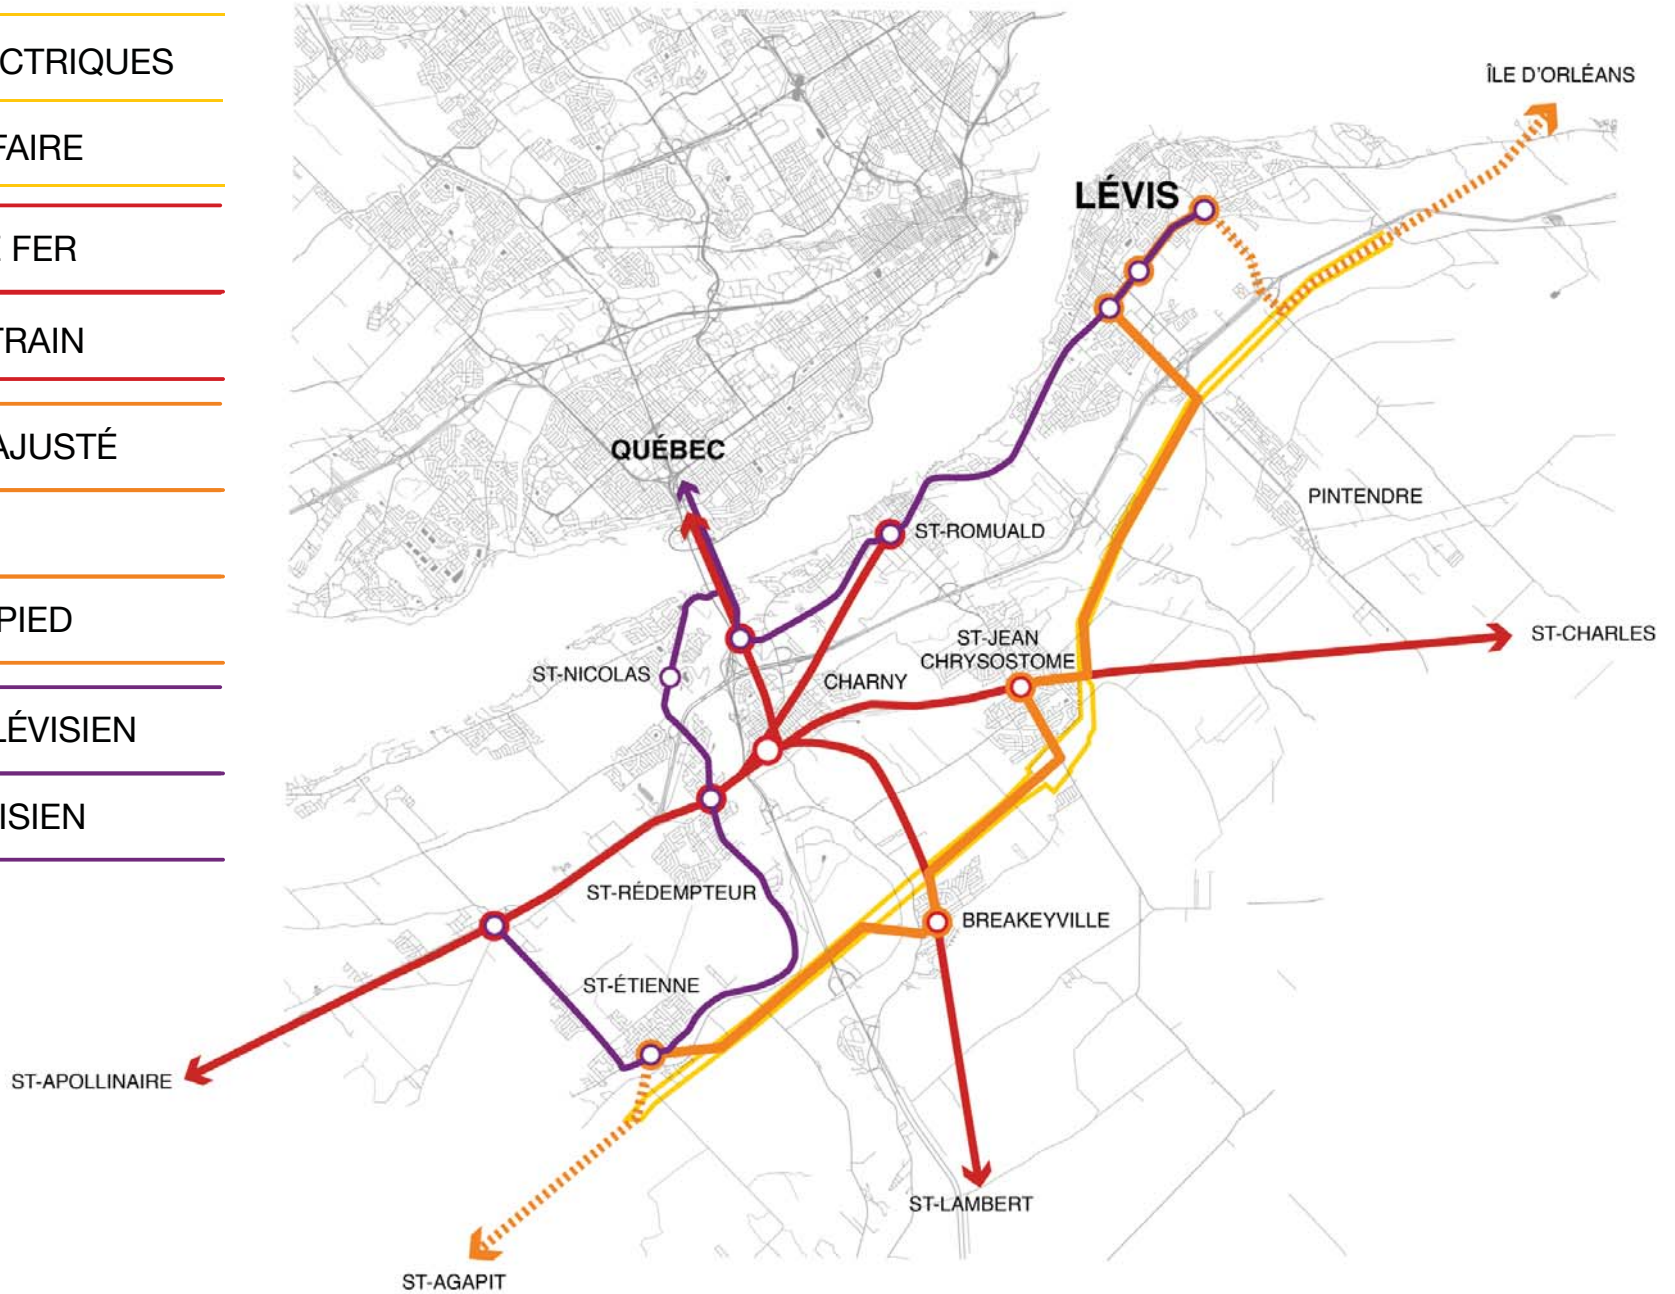 CTRIQUES
FAIRE
E FER
TRAIN
AJUSTÉ
PIED
LÉVISIEN
ISIEN
ÎLE D'ORLÉANS
LÉVIS
QUÉBEC
PINTENDRE
ST-ROMUALD
ST-CHARLES
ST-JEAN
CHRYSOSTOME
ST-NICOLAS
CHARNY
ST-RÉDEMPTEUR
BREAKEYVILLE
ST-ÉTIENNE
ST-APOLLINAIRE
ST-LAMBERT
ST-AGAPIT